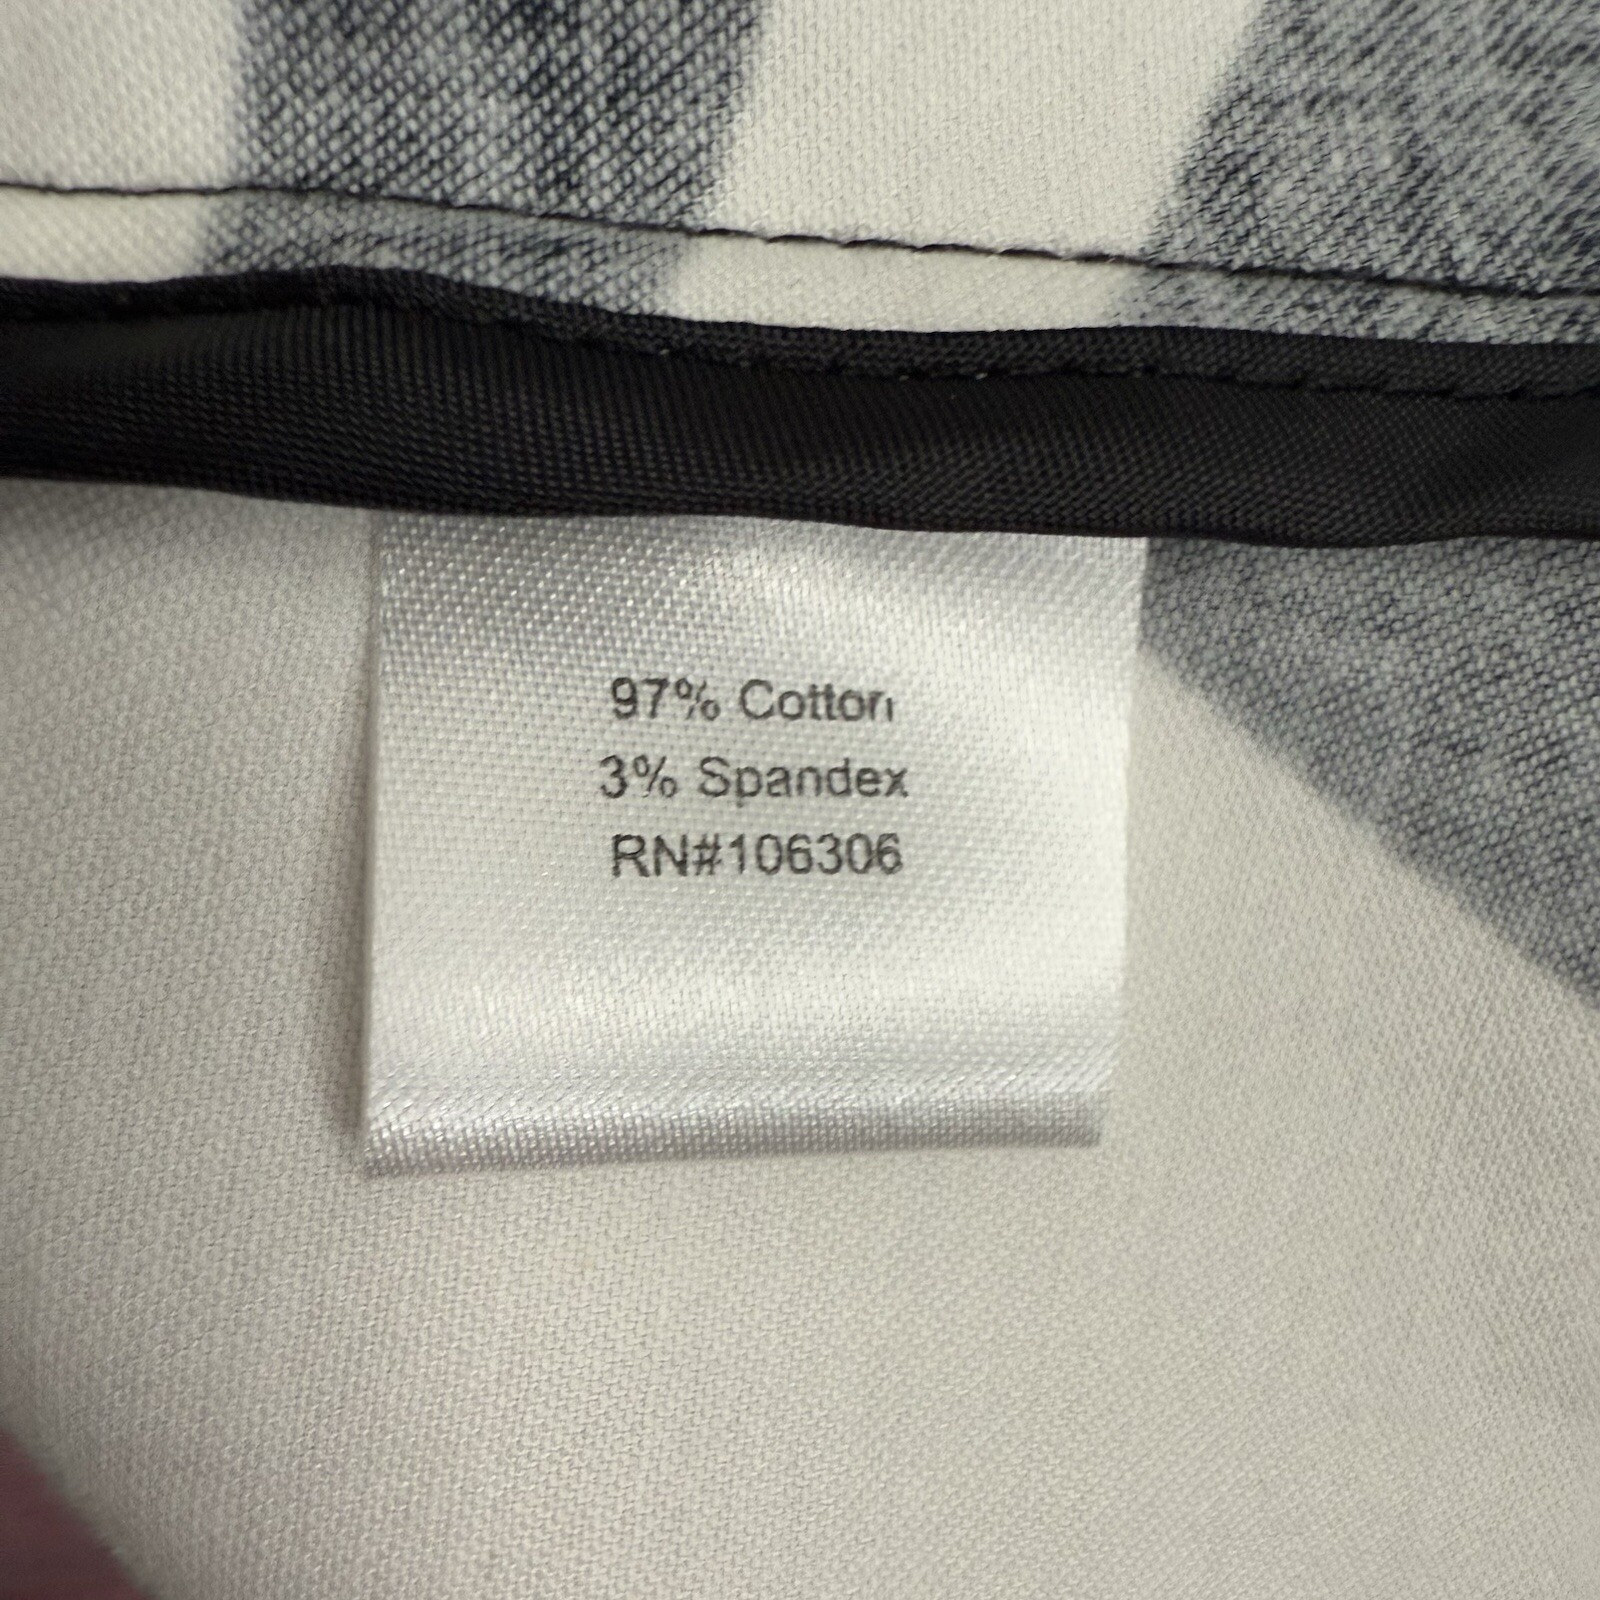 97% Cotton
3% Spandex
RN#106306